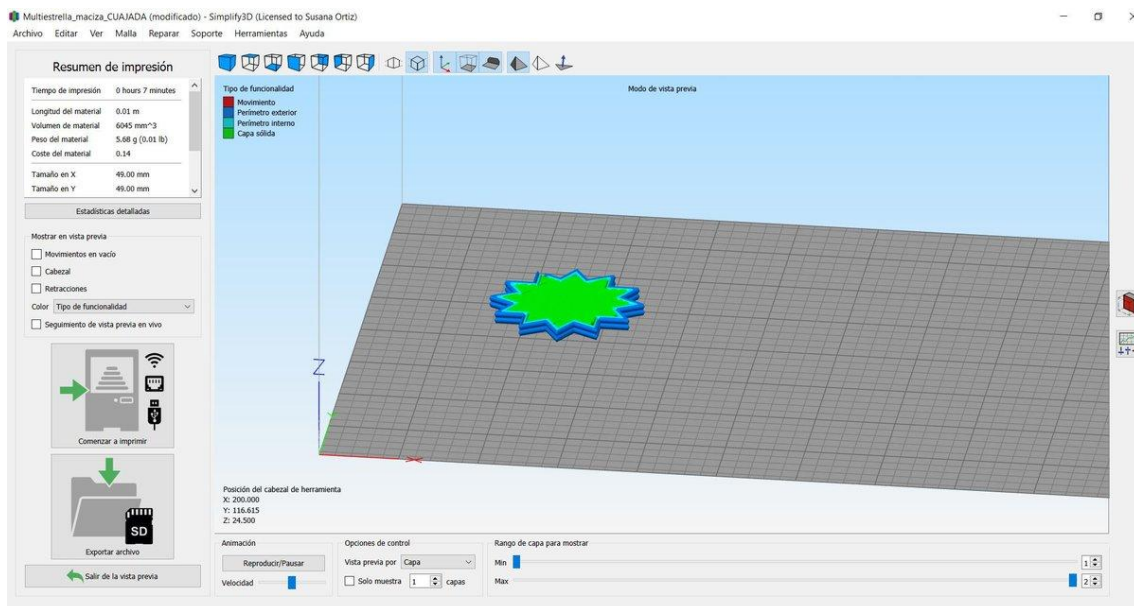 Multiestrella_maciza_CUAJADA (modificado) - Simplify3D (Licensed to Susana Ortiz)
Archivo Editar Ver Malla Reparar Soporte Herramientas Ayuda
Resumen de impresión
Tiempo de impresión 0 hours 7 minutes
Longitud del material 0.01 m
Volumen de material 6045 mm^3
Peso del material 5.68 g (0.01 lb)
Coste del material 0.14
Tamaño en X 49.00 mm
Tamaño en Y 49.00 mm
Estadísticas detalladas
Mostrar en vista previa
Movimientos en vacío
Cabezal
Retracciones
Color Tipo de funcionalidad
Seguimiento de vista previa en vivo
Comenzar a imprimir
SD
Exportar archivo
Salir de la vista previa
Tipo de funcionalidad
Movimiento
Perímetro exterior
Perímetro interno
Capa sólida
Modo de vista previa
Z
Posición del cabezal de herramienta
X: 200.000
Y: 116.615
Z: 24.500
Animación
Reproducir/Pausar
Velocidad
Opciones de control
Vista previa por Capa
Solo muestra 1 capas
Rango de capa para mostrar
Min 1
Max 2